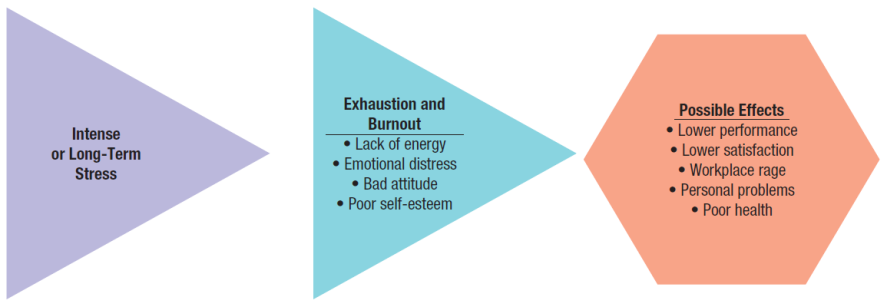 Intense
or Long-Term
Stress
Exhaustion and
Burnout
• Lack of energy
• Emotional distress
• Bad attitude
• Poor self-esteem
Possible Effects
• Lower performance
• Lower satisfaction
• Workplace rage
• Personal problems
• Poor health